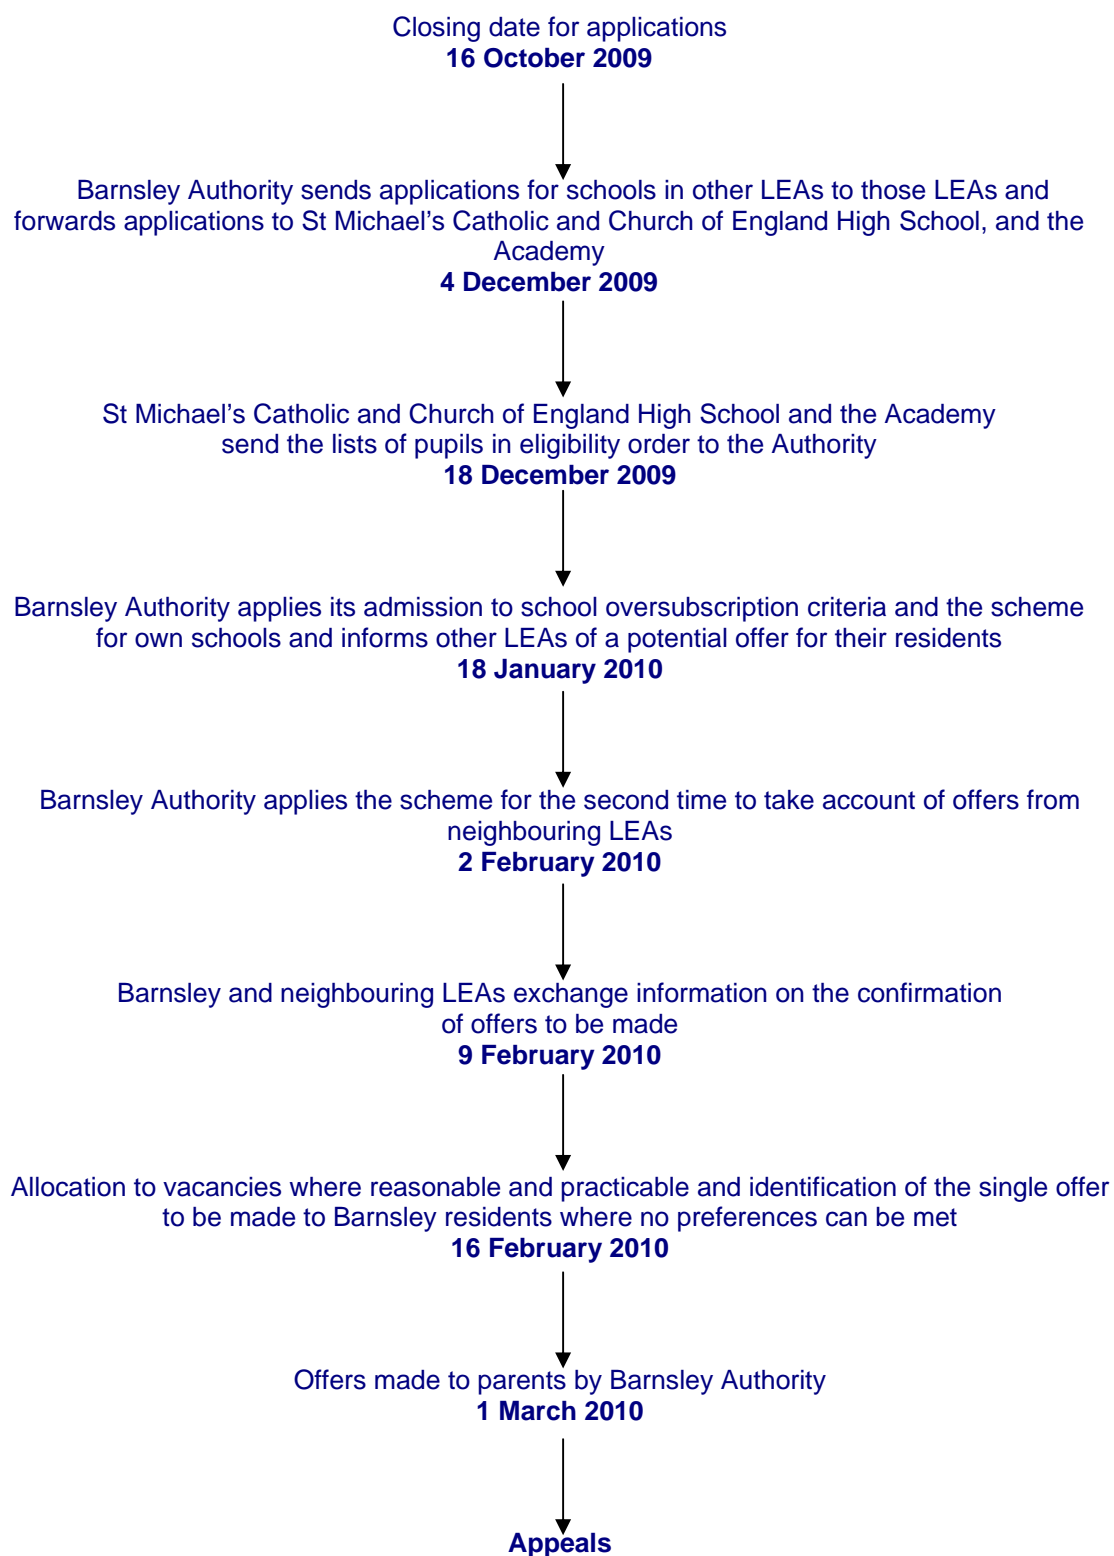 Closing date for applications
16 October 2009
Barnsley Authority sends applications for schools in other LEAs to those LEAs and
forwards applications to St Michael's Catholic and Church of England High School, and the
Academy
4 December 2009
St Michael's Catholic and Church of England High School and the Academy
send the lists of pupils in eligibility order to the Authority
18 December 2009
Barnsley Authority applies its admission to school oversubscription criteria and the scheme
for own schools and informs other LEAs of a potential offer for their residents
18 January 2010
Barnsley Authority applies the scheme for the second time to take account of offers from
neighbouring LEAs
2 February 2010
Barnsley and neighbouring LEAs exchange information on the confirmation
of offers to be made
9 February 2010
Allocation to vacancies where reasonable and practicable and identification of the single offer
to be made to Barnsley residents where no preferences can be met
16 February 2010
Offers made to parents by Barnsley Authority
1 March 2010
Appeals